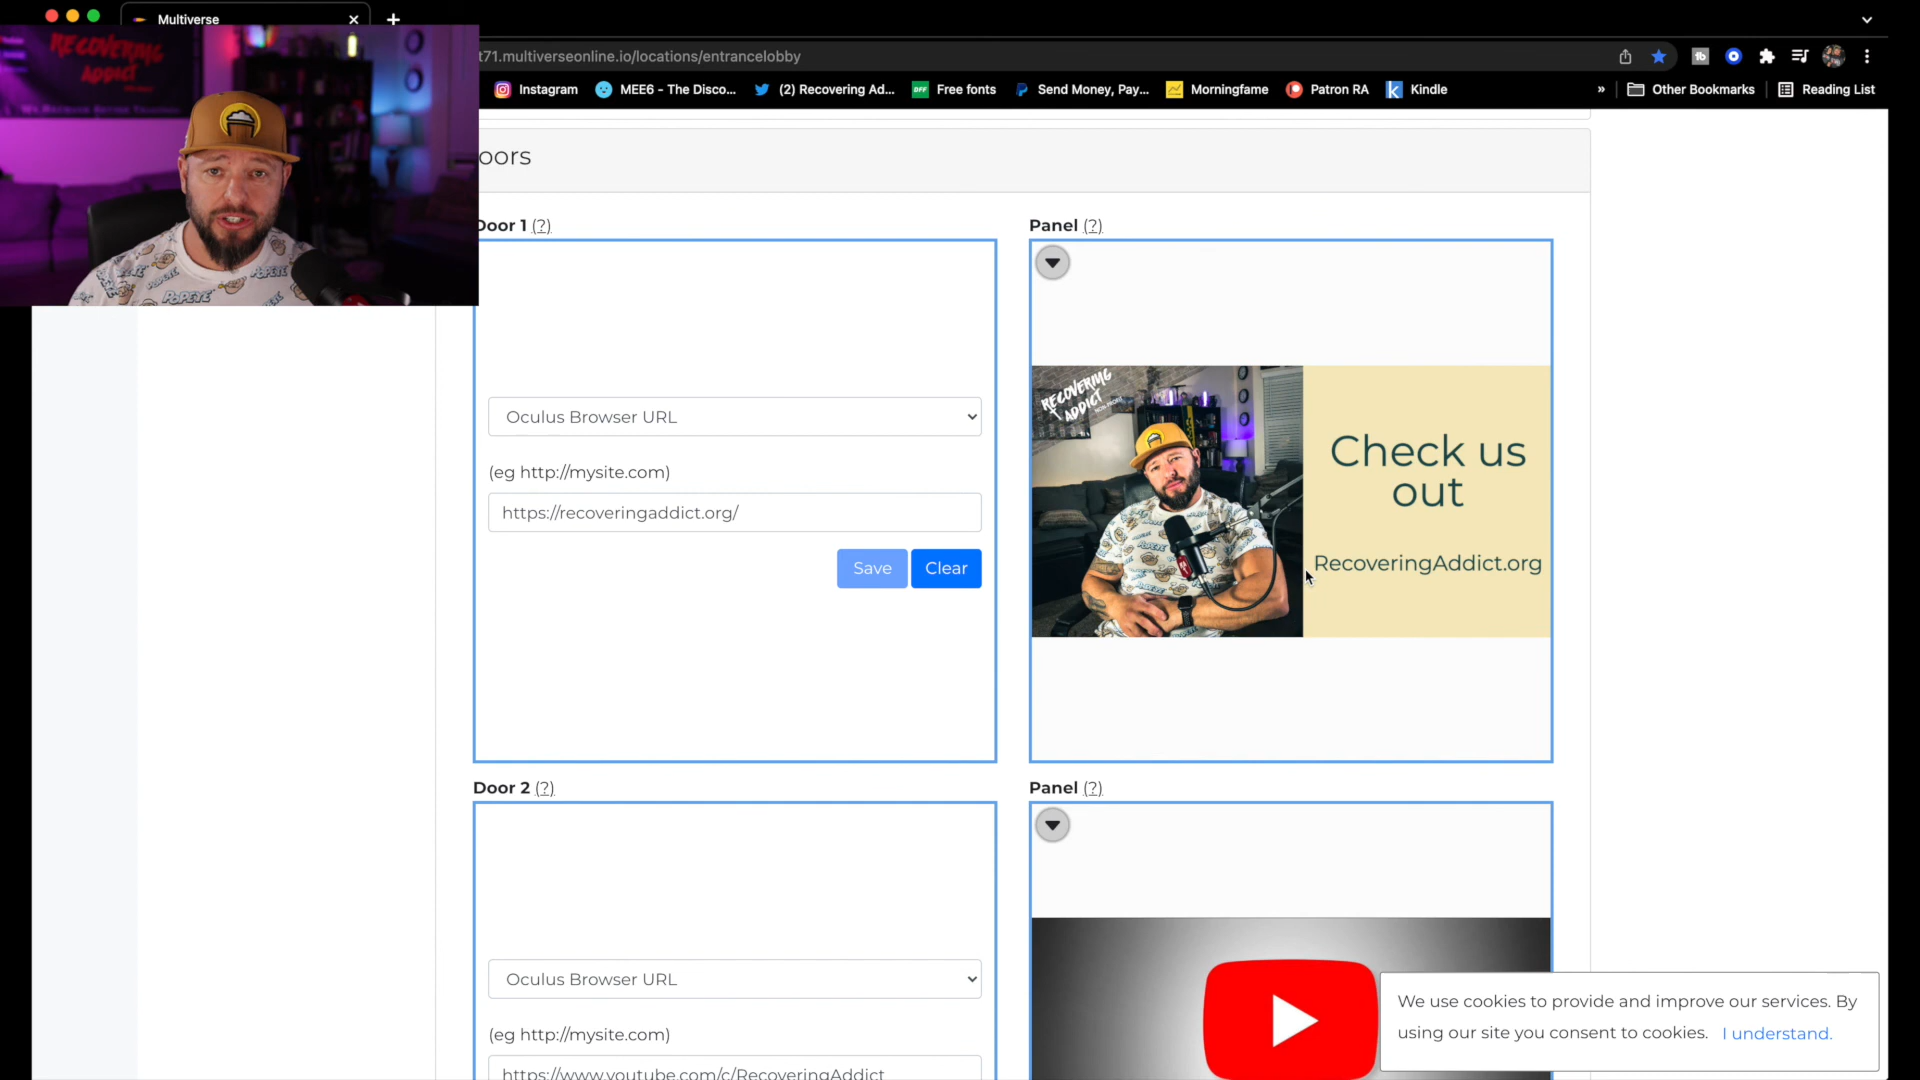 Multiverse
t71.multiverseonline.io/locations/entrancelobby
Instagram
MEE6 - The Disco...
(2) Recovering Ad...
DFF
Free fonts
Send Money, Pay...
Morningfame
Patron RA
Kindle
»
Other Bookmarks
Reading List
RECOVERING
Addict
POPEYE
oors
Door 1 (?)
Panel (?)
Oculus Browser URL
(eg http://mysite.com)
https://recoveringaddict.org/
Save
Clear
RECOVERING
ADDICT
Check us
out
RecoveringAddict.org
Door 2 (?)
Panel (?)
Oculus Browser URL
(eg http://mysite.com)
https://www.youtube.com/c/RecoveringAddict
We use cookies to provide and improve our services. By
using our site you consent to cookies. I understand.